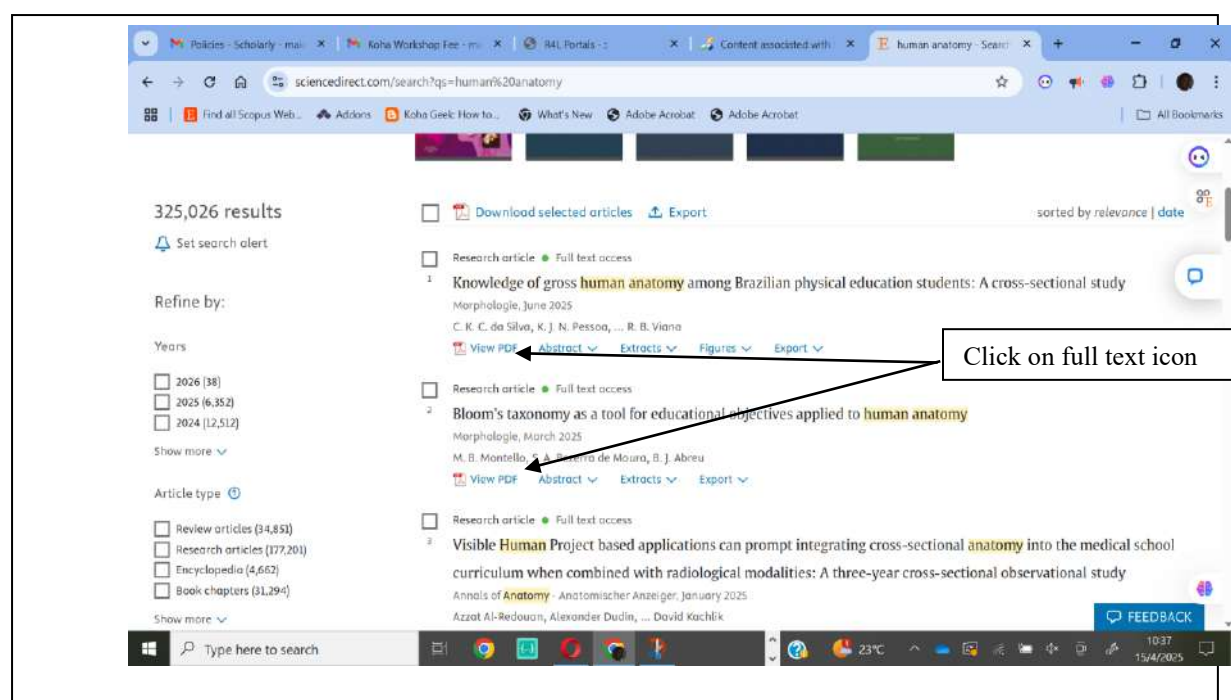 Policies - Scholarly - mai
Koha Workshop Fee - m
R4L Portals -
Content associated with
human anatomy - Search
sciencedirect.com/search?qs=human%20anatomy
Find all Scopus Web...
Addons
Koha Geek: How to...
What's New
Adobe Acrobat
Adobe Acrobat
All Bookmarks
325,026 results
Download selected articles
Export
sorted by relevance | date
Set search alert
Research article
Full text access
1
Knowledge of gross human anatomy among Brazilian physical education students: A cross-sectional study
Refine by:
Morphologie, June 2025
C. K. C. da Silva, K. J. N. Pessoa, ... R. B. Viana
Years
View PDF
Abstract
Extracts
Figures
Export
Click on full text icon
2026 (38)
2025 (6,352)
2024 (12,512)
Show more
Research article
Full text access
2
Bloom's taxonomy as a tool for educational objectives applied to human anatomy
Morphologie, March 2025
M. B. Montello, S. A. Bezerra de Moura, B. J. Abreu
View PDF
Abstract
Extracts
Export
Article type
Review articles (34,851)
Research articles (177,201)
Encyclopedia (4,662)
Book chapters (31,294)
Show more
Research article
Full text access
3
Visible Human Project based applications can prompt integrating cross-sectional anatomy into the medical school
curriculum when combined with radiological modalities: A three-year cross-sectional observational study
Annals of Anatomy - Anatomischer Anzeiger, January 2025
Azzat Al-Redouan, Alexander Dudin, ... David Kachlik
FEEDBACK
Type here to search
23°C
10:37
15/4/2025